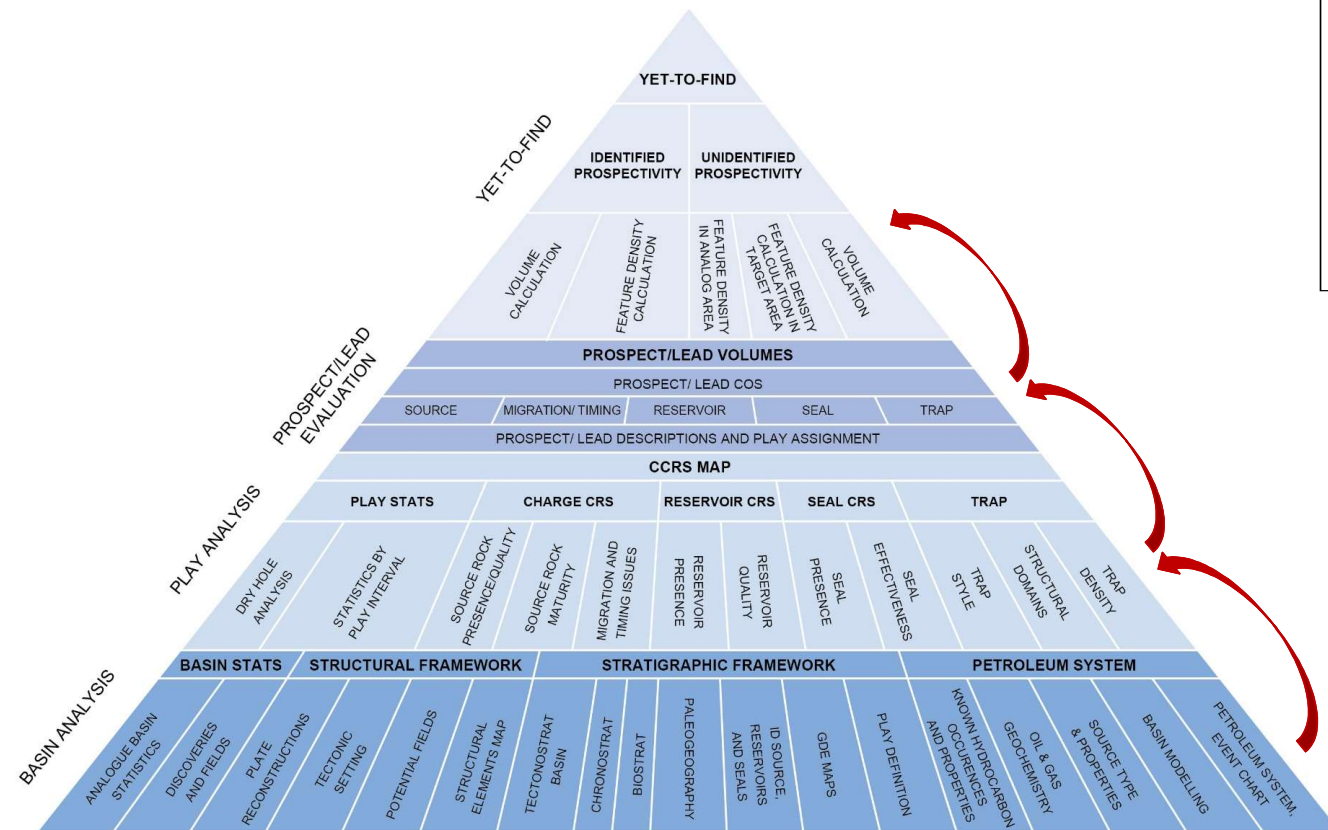 YET-TO-FIND
YET-TO-FIND
IDENTIFIED
PROSPECTIVITY
UNIDENTIFIED
PROSPECTIVITY
VOLUME
CALCULATION
FEATURE DENSITY
CALCULATION
FEATURE DENSITY
IN ANALOG AREA
FEATURE DENSITY
CALCULATION IN
TARGET AREA
VOLUME
CALCULATION
PROSPECT/LEAD
EVALUATION
PROSPECT/LEAD VOLUMES
PROSPECT/ LEAD COS
SOURCE
MIGRATION/ TIMING
RESERVOIR
SEAL
TRAP
PROSPECT/ LEAD DESCRIPTIONS AND PLAY ASSIGNMENT
PLAY ANALYSIS
CCRS MAP
PLAY STATS
CHARGE CRS
RESERVOIR CRS
SEAL CRS
TRAP
DRY HOLE
ANALYSIS
STATISTICS BY
PLAY INTERVAL
SOURCE ROCK
PRESENCE/QUALITY
SOURCE ROCK
MATURITY
MIGRATION AND
TIMING ISSUES
RESERVOIR
PRESENCE
RESERVOIR
QUALITY
SEAL
PRESENCE
SEAL
EFFECTIVENESS
TRAP
STYLE
STRUCTURAL
DOMAINS
TRAP
DENSITY
BASIN ANALYSIS
BASIN STATS
STRUCTURAL FRAMEWORK
STRATIGRAPHIC FRAMEWORK
PETROLEUM SYSTEM
ANALOGUE BASIN
STATISTICS
DISCOVERIES
AND FIELDS
PLATE
RECONSTRUCTIONS
TECTONIC
SETTING
POTENTIAL FIELDS
STRUCTURAL
ELEMENTS MAP
TECTONOSTRAT
BASIN
CHRONOSTRAT
BIOSTRAT
PALEOGEOGRAPHY
ID SOURCE,
RESERVOIRS
AND SEALS
GDE MAPS
PLAY DEFINITION
KNOWN HYDROCARBON
OCCURENCES
AND PROPERTIES
OIL & GAS
GEOCHEMISTRY
SOURCE TYPE
& PROPERTIES
BASIN MODELLING
PETROLEUM SYSTEM,
EVENT CHART